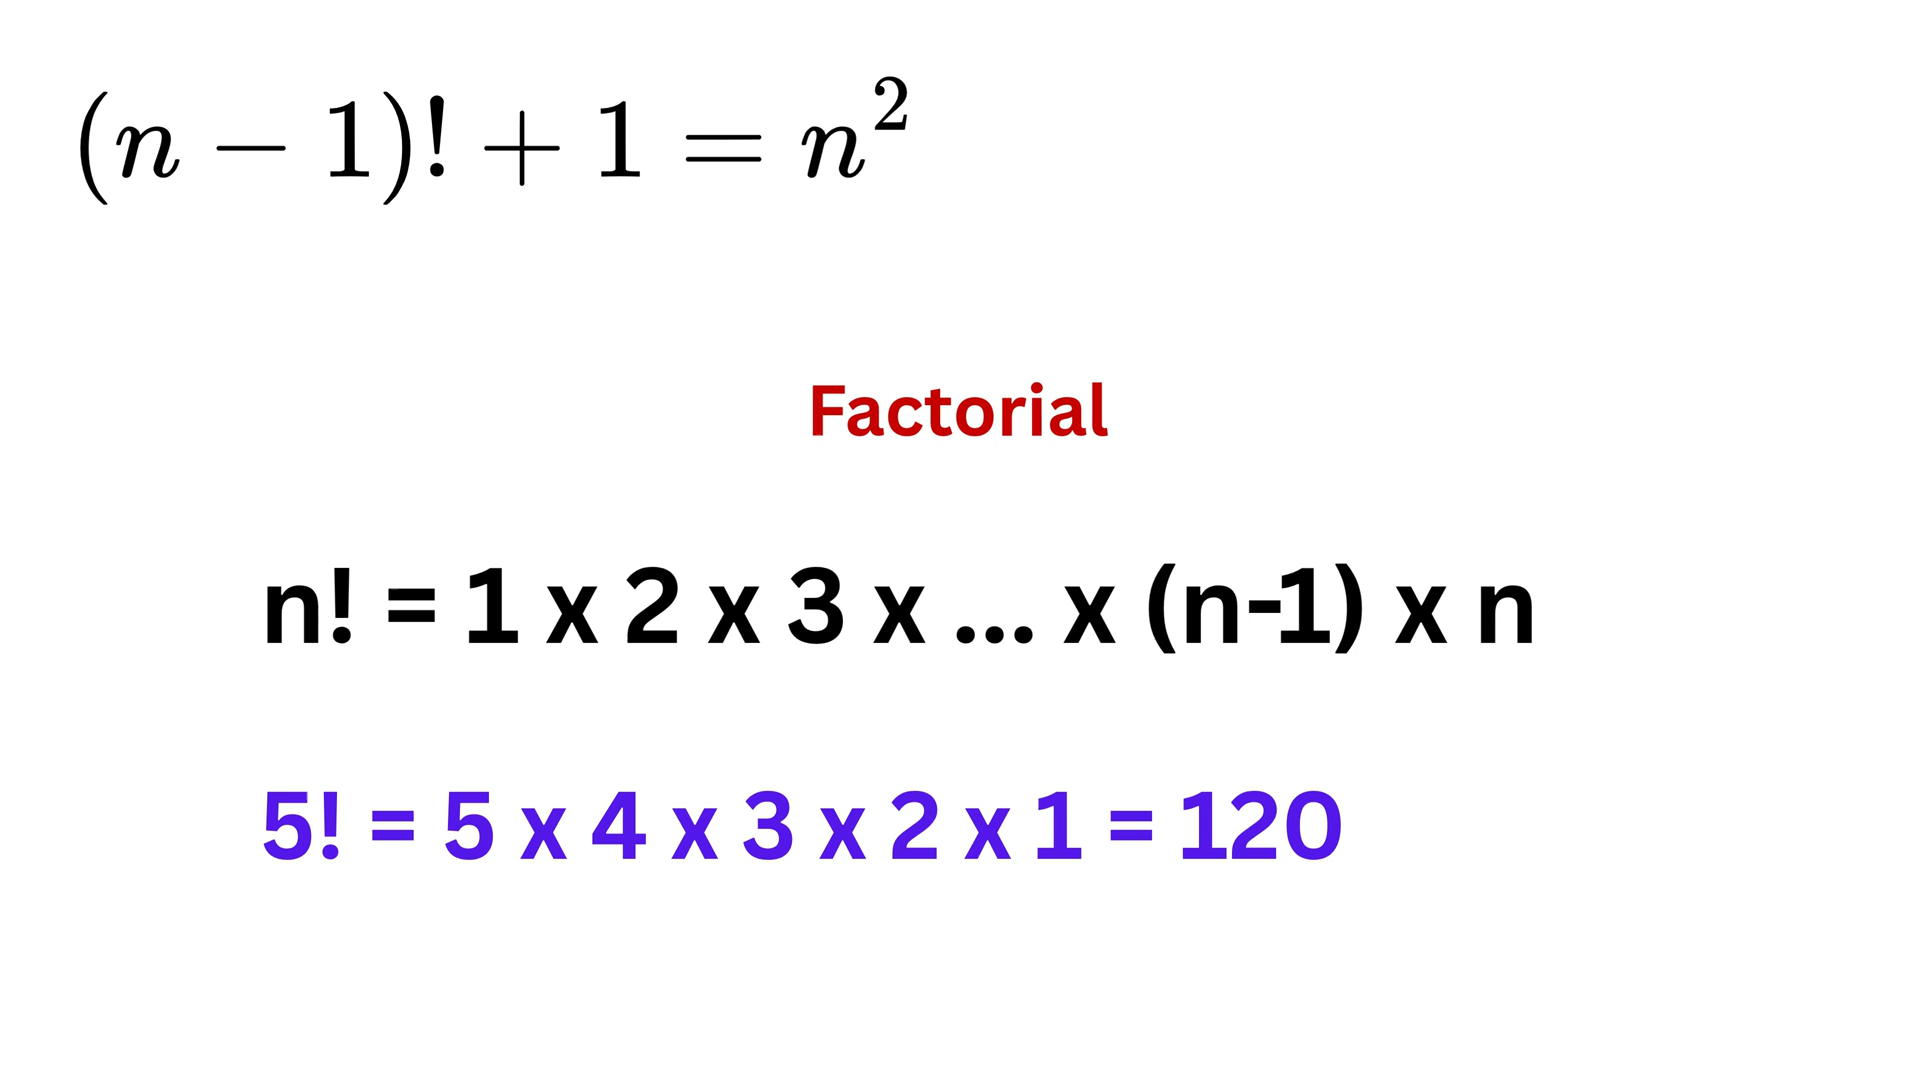 (n − 1)! + 1 = n²
Factorial
n! = 1 x 2 x 3 x ... x (n-1) x n
5! = 5 x 4 x 3 x 2 x 1 = 120